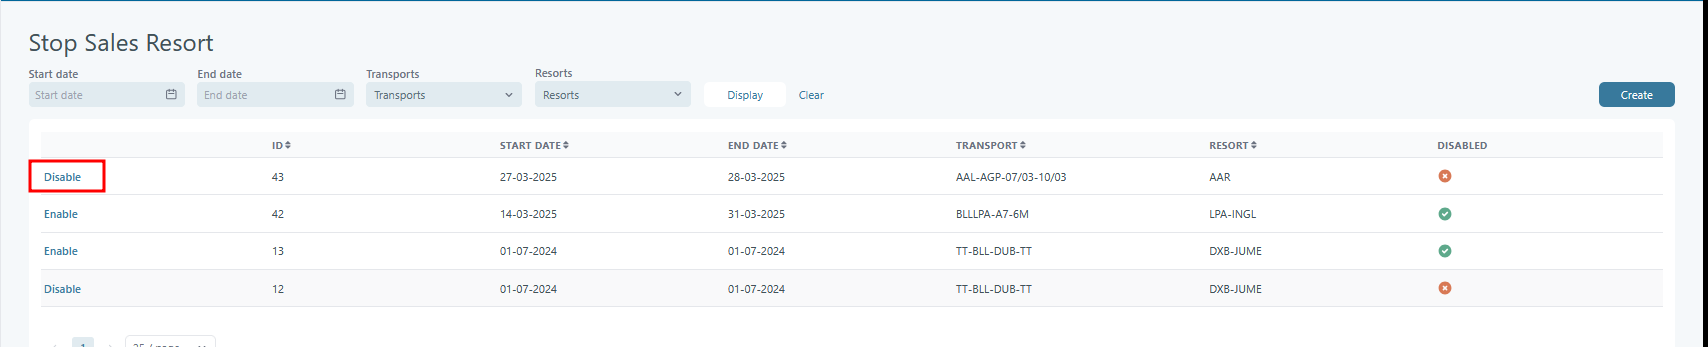 Stop Sales Resort
Start date End date Transports Resorts
Start date End date Transports Resorts Display Clear Create
ID START DATE END DATE TRANSPORT RESORT DISABLED
Disable 43 27-03-2025 28-03-2025 AAL-AGP-07/03-10/03 AAR
Enable 42 14-03-2025 31-03-2025 BLLLPA-A7-6M LPA-INGL
Enable 13 01-07-2024 01-07-2024 TT-BLL-DUB-TT DXB-JUME
Disable 12 01-07-2024 01-07-2024 TT-BLL-DUB-TT DXB-JUME
1